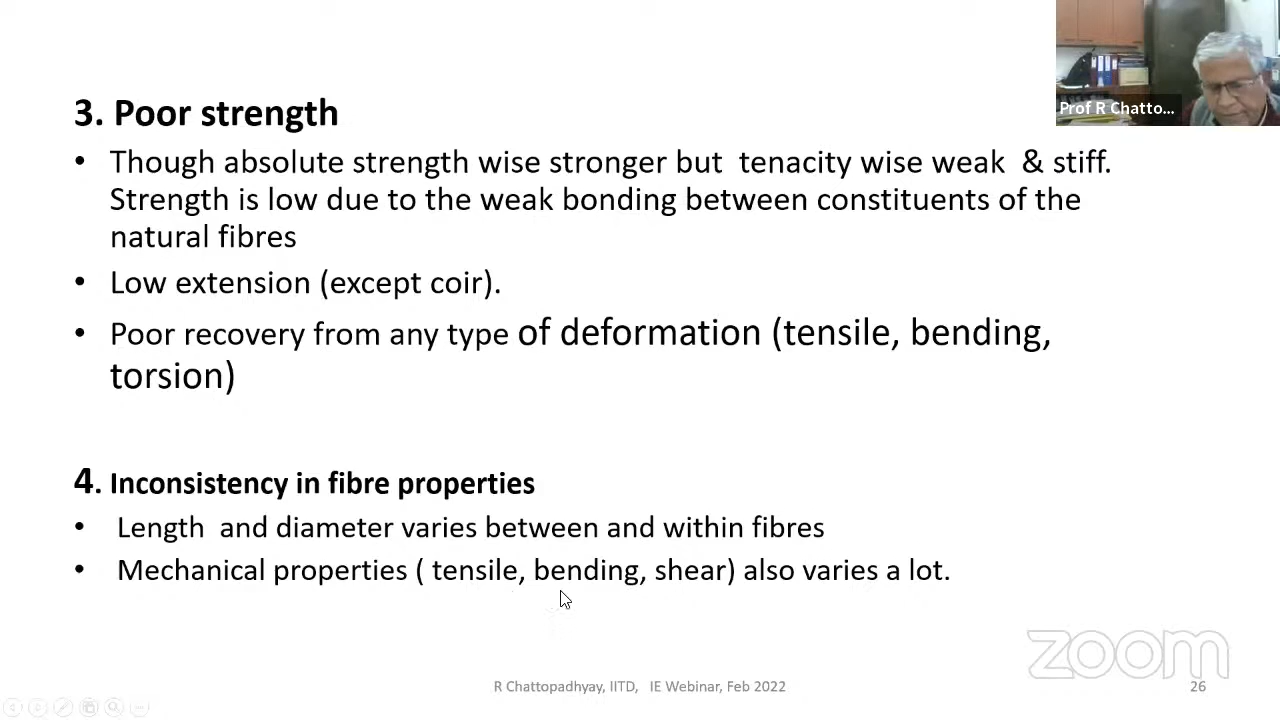 Prof R Chatto...
3. Poor strength
• Though absolute strength wise stronger but tenacity wise weak & stiff.
Strength is low due to the weak bonding between constituents of the
natural fibres
• Low extension (except coir).
• Poor recovery from any type of deformation (tensile, bending,
torsion)
4. Inconsistency in fibre properties
• Length and diameter varies between and within fibres
• Mechanical properties ( tensile, bending, shear) also varies a lot.
zoom
R Chattopadhyay, IITD, IE Webinar, Feb 2022
26